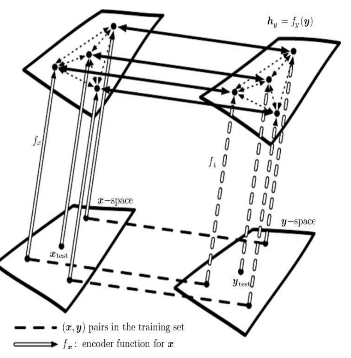 h_y = f_y(y)
f_x
f_y
x−space
y−space
x_test
y_test
(x, y) pairs in the training set
f_x : encoder function for x